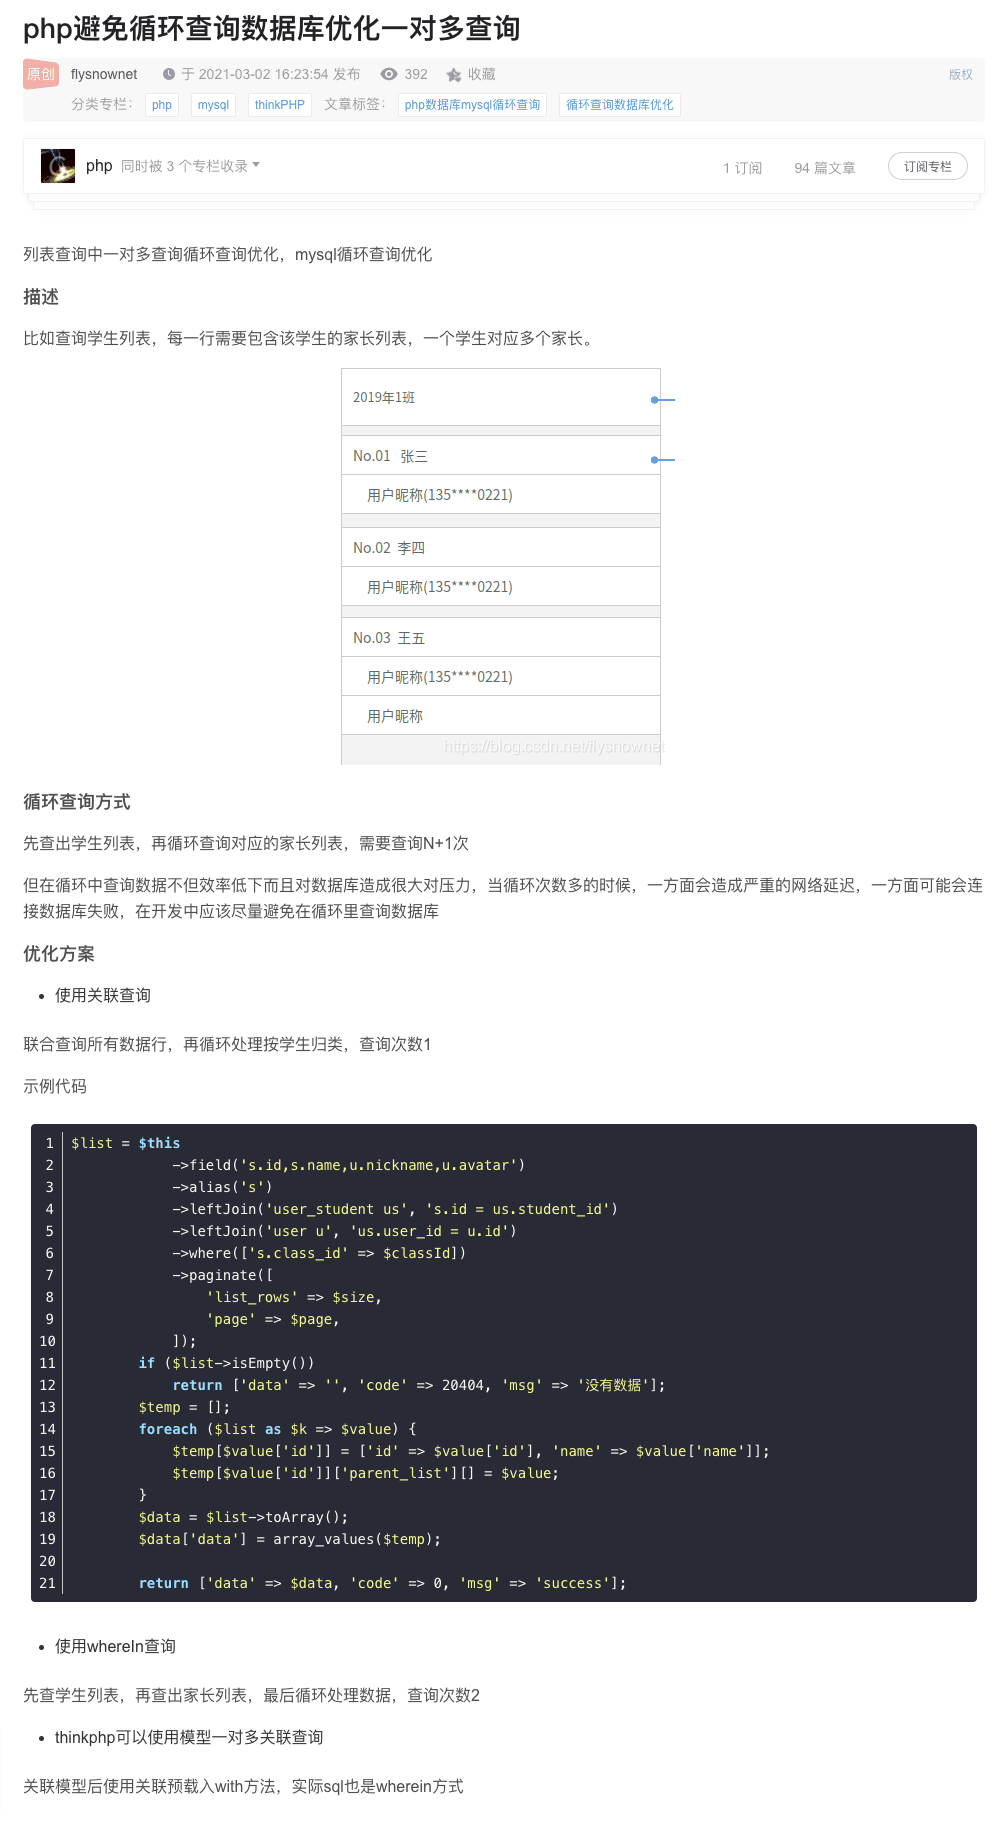 php避免循环查询数据库优化一对多查询
原创 flysnownet 于 2021-03-02 16:23:54 发布 392 收藏 版权
分类专栏： php mysql thinkPHP 文章标签： php数据库mysql循环查询 循环查询数据库优化
php 同时被 3 个专栏收录 1 订阅 94 篇文章 订阅专栏
列表查询中一对多查询循环查询优化，mysql循环查询优化
描述
比如查询学生列表，每一行需要包含该学生的家长列表，一个学生对应多个家长。
2019年1班
No.01 张三
用户昵称(135****0221)
No.02 李四
用户昵称(135****0221)
No.03 王五
用户昵称(135****0221)
用户昵称
https://blog.csdn.net/flysnownet
循环查询方式
先查出学生列表，再循环查询对应的家长列表，需要查询N+1次
但在循环中查询数据不但效率低下而且对数据库造成很大对压力，当循环次数多的时候，一方面会造成严重的网络延迟，一方面可能会连
接数据库失败，在开发中应该尽量避免在循环里查询数据库
优化方案
• 使用关联查询
联合查询所有数据行，再循环处理按学生归类，查询次数1
示例代码
1 $list = $this
2 ->field('s.id,s.name,u.nickname,u.avatar')
3 ->alias('s')
4 ->leftJoin('user_student us', 's.id = us.student_id')
5 ->leftJoin('user u', 'us.user_id = u.id')
6 ->where(['s.class_id' => $classId])
7 ->paginate([
8 'list_rows' => $size,
9 'page' => $page,
10 ]);
11 if ($list->isEmpty())
12 return ['data' => '', 'code' => 20404, 'msg' => '没有数据'];
13 $temp = [];
14 foreach ($list as $k => $value) {
15 $temp[$value['id']] = ['id' => $value['id'], 'name' => $value['name']];
16 $temp[$value['id']]['parent_list'][] = $value;
17 }
18 $data = $list->toArray();
19 $data['data'] = array_values($temp);
20
21 return ['data' => $data, 'code' => 0, 'msg' => 'success'];
• 使用whereIn查询
先查学生列表，再查出家长列表，最后循环处理数据，查询次数2
• thinkphp可以使用模型一对多关联查询
关联模型后使用关联预载入with方法，实际sql也是wherein方式